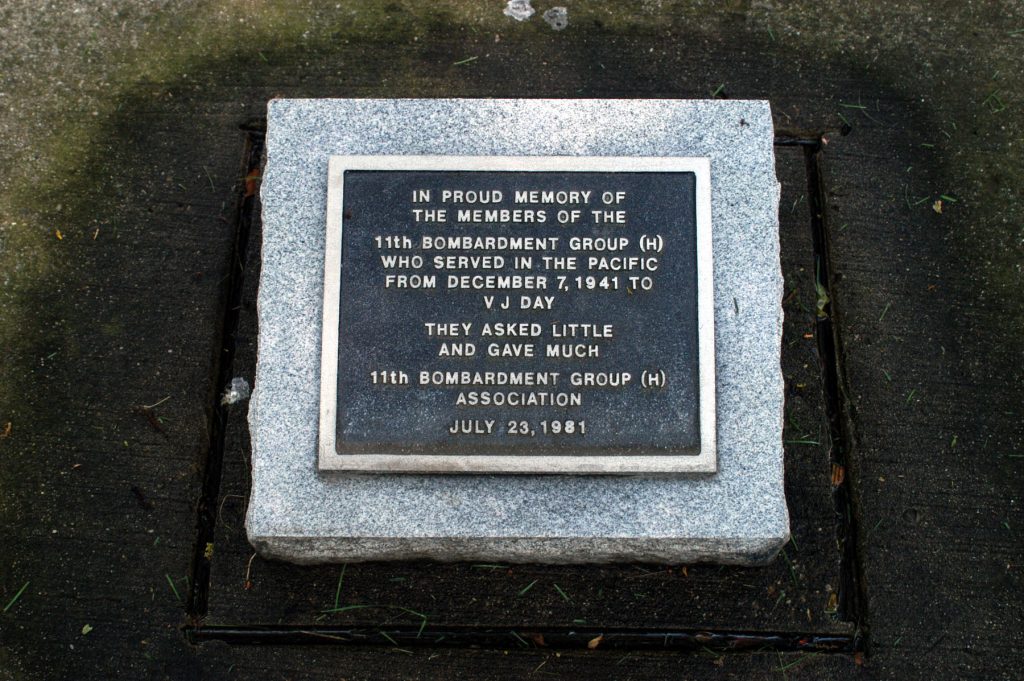 IN PROUD MEMORY OF
THE MEMBERS OF THE
11th BOMBARDMENT GROUP (H)
WHO SERVED IN THE PACIFIC
FROM DECEMBER 7, 1941 TO
V J DAY
THEY ASKED LITTLE
AND GAVE MUCH
11th BOMBARDMENT GROUP (H)
ASSOCIATION
JULY 23, 1981